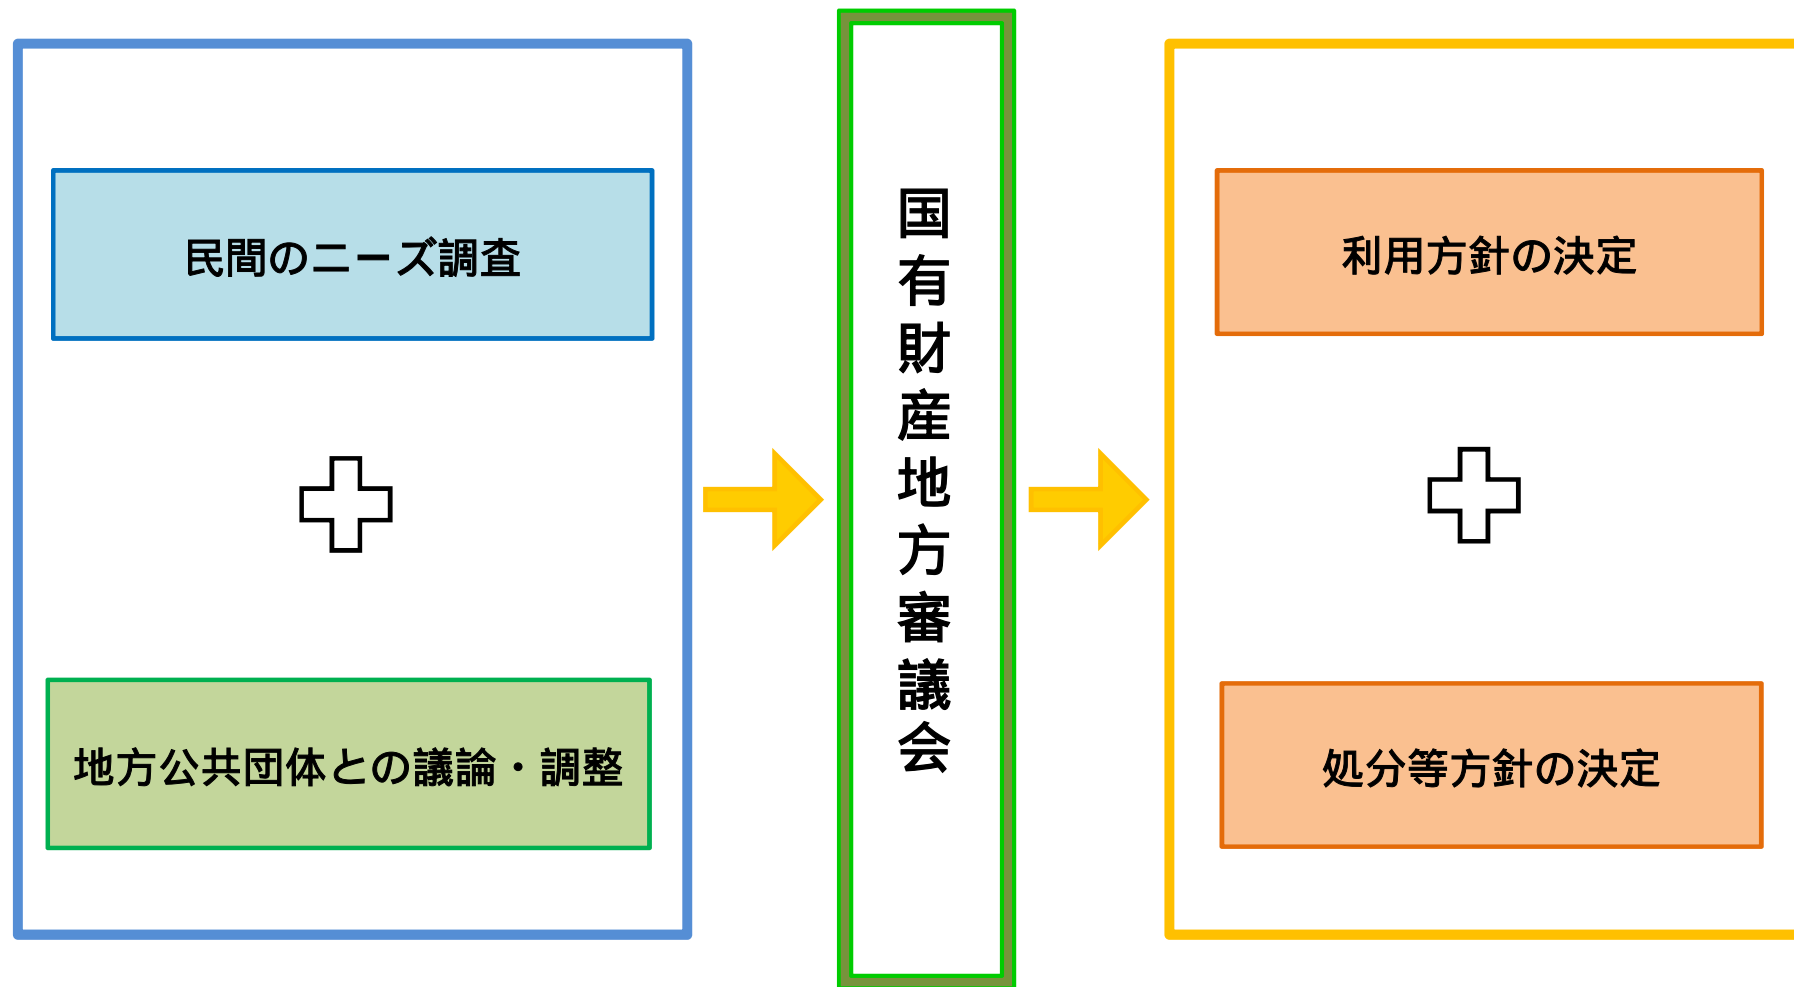 民間のニーズ調査
地方公共団体との議論・調整
国有財産地方審議会
利用方針の決定
処分等方針の決定